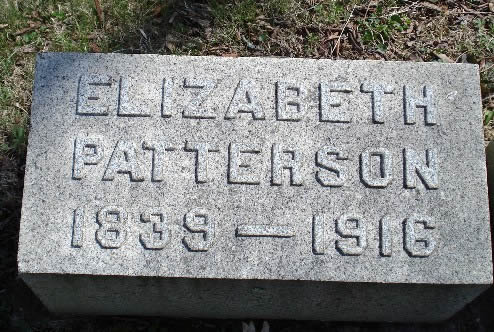 ELIZABETH
PATTERSON
1839 — 1916